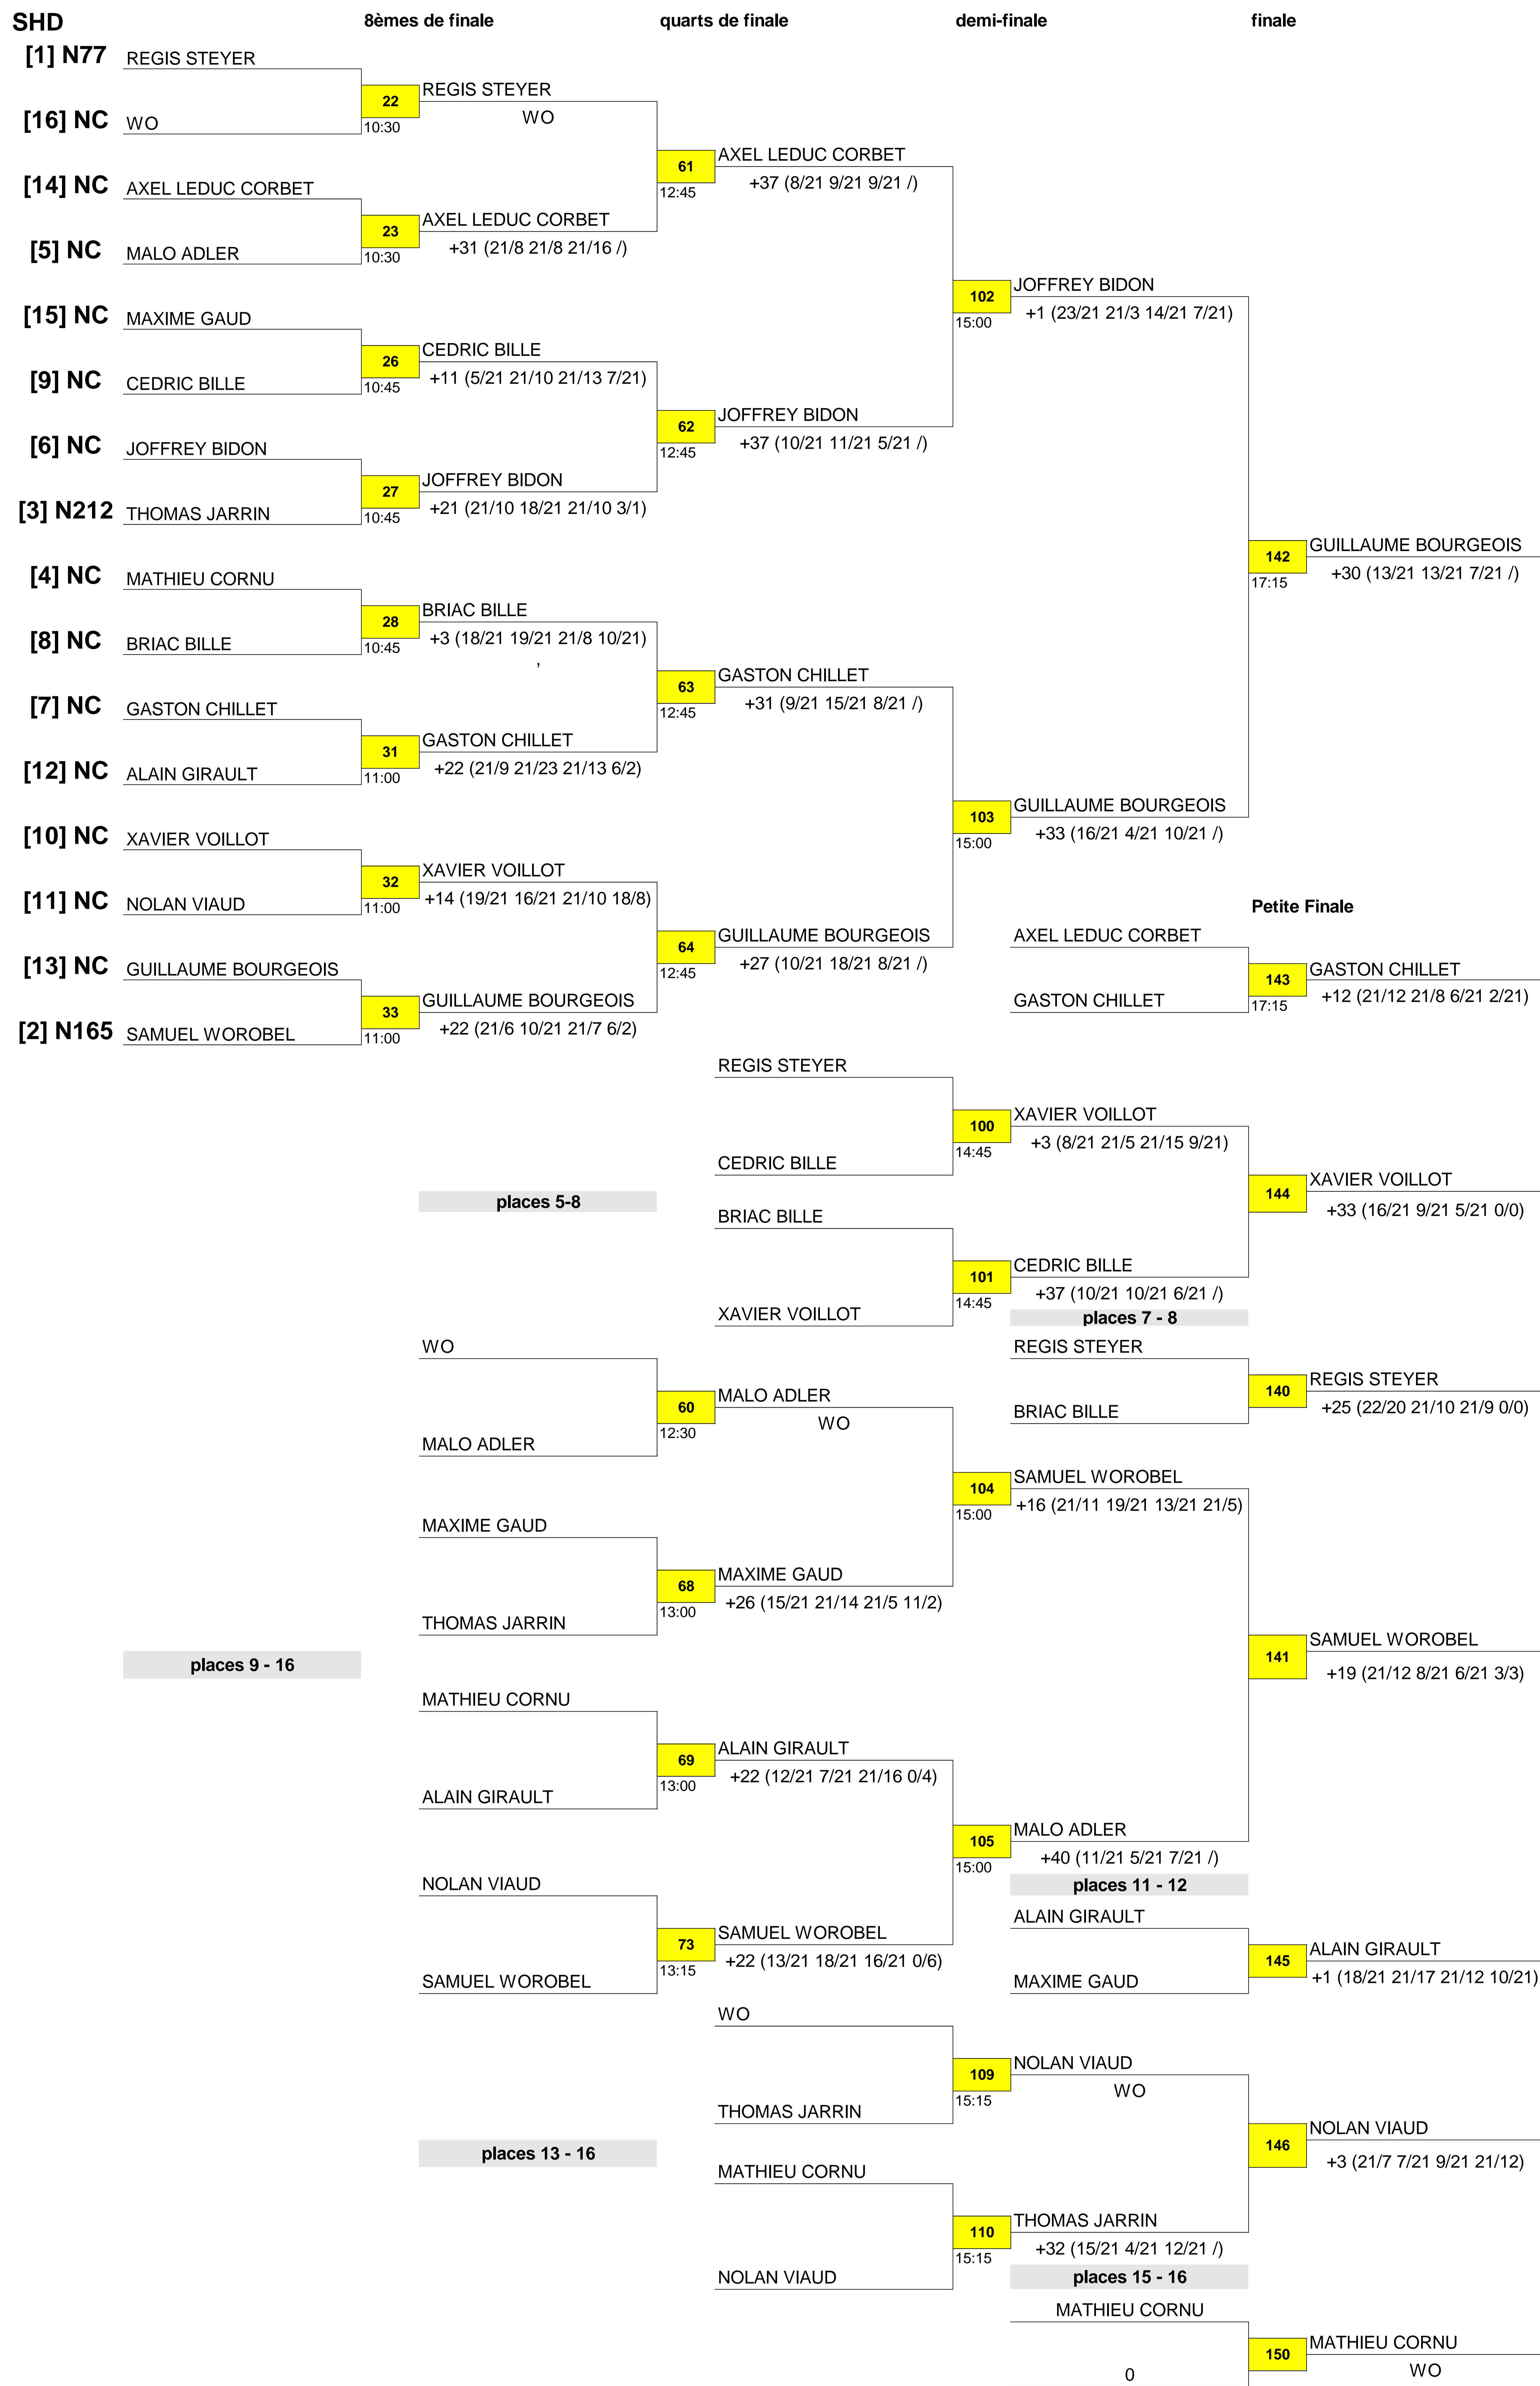 SHD
8èmes de finale
quarts de finale
demi-finale
finale
[1] N77
REGIS STEYER
22
REGIS STEYER
WO
10:30
[16] NC
WO
61
AXEL LEDUC CORBET
+37 (8/21 9/21 9/21 /)
12:45
[14] NC
AXEL LEDUC CORBET
23
AXEL LEDUC CORBET
+31 (21/8 21/8 21/16 /)
10:30
[5] NC
MALO ADLER
102
JOFFREY BIDON
+1 (23/21 21/3 14/21 7/21)
15:00
[15] NC
MAXIME GAUD
26
CEDRIC BILLE
+11 (5/21 21/10 21/13 7/21)
10:45
[9] NC
CEDRIC BILLE
62
JOFFREY BIDON
+37 (10/21 11/21 5/21 /)
12:45
[6] NC
JOFFREY BIDON
27
JOFFREY BIDON
+21 (21/10 18/21 21/10 3/1)
10:45
[3] N212
THOMAS JARRIN
142
GUILLAUME BOURGEOIS
+30 (13/21 13/21 7/21 /)
17:15
[4] NC
MATHIEU CORNU
28
BRIAC BILLE
+3 (18/21 19/21 21/8 10/21)
10:45
,
[8] NC
BRIAC BILLE
63
GASTON CHILLET
+31 (9/21 15/21 8/21 /)
12:45
[7] NC
GASTON CHILLET
31
GASTON CHILLET
+22 (21/9 21/23 21/13 6/2)
11:00
[12] NC
ALAIN GIRAULT
103
GUILLAUME BOURGEOIS
+33 (16/21 4/21 10/21 /)
15:00
[10] NC
XAVIER VOILLOT
32
XAVIER VOILLOT
+14 (19/21 16/21 21/10 18/8)
11:00
[11] NC
NOLAN VIAUD
64
GUILLAUME BOURGEOIS
+27 (10/21 18/21 8/21 /)
12:45
[13] NC
GUILLAUME BOURGEOIS
33
GUILLAUME BOURGEOIS
+22 (21/6 10/21 21/7 6/2)
11:00
[2] N165
SAMUEL WOROBEL
Petite Finale
AXEL LEDUC CORBET
143
GASTON CHILLET
+12 (21/12 21/8 6/21 2/21)
17:15
GASTON CHILLET
REGIS STEYER
100
XAVIER VOILLOT
+3 (8/21 21/5 21/15 9/21)
14:45
CEDRIC BILLE
places 5-8
144
XAVIER VOILLOT
+33 (16/21 9/21 5/21 0/0)
BRIAC BILLE
101
CEDRIC BILLE
+37 (10/21 10/21 6/21 /)
14:45
XAVIER VOILLOT
places 7 - 8
REGIS STEYER
140
REGIS STEYER
+25 (22/20 21/10 21/9 0/0)
BRIAC BILLE
WO
60
MALO ADLER
WO
12:30
MALO ADLER
104
SAMUEL WOROBEL
+16 (21/11 19/21 13/21 21/5)
15:00
MAXIME GAUD
68
MAXIME GAUD
+26 (15/21 21/14 21/5 11/2)
13:00
THOMAS JARRIN
places 9 - 16
141
SAMUEL WOROBEL
+19 (21/12 8/21 6/21 3/3)
MATHIEU CORNU
69
ALAIN GIRAULT
+22 (12/21 7/21 21/16 0/4)
13:00
ALAIN GIRAULT
105
MALO ADLER
+40 (11/21 5/21 7/21 /)
15:00
places 11 - 12
NOLAN VIAUD
73
SAMUEL WOROBEL
+22 (13/21 18/21 16/21 0/6)
13:15
SAMUEL WOROBEL
ALAIN GIRAULT
145
ALAIN GIRAULT
+1 (18/21 21/17 21/12 10/21)
MAXIME GAUD
WO
109
NOLAN VIAUD
WO
15:15
THOMAS JARRIN
places 13 - 16
146
NOLAN VIAUD
+3 (21/7 7/21 9/21 21/12)
MATHIEU CORNU
110
THOMAS JARRIN
+32 (15/21 4/21 12/21 /)
15:15
NOLAN VIAUD
places 15 - 16
MATHIEU CORNU
150
MATHIEU CORNU
WO
0